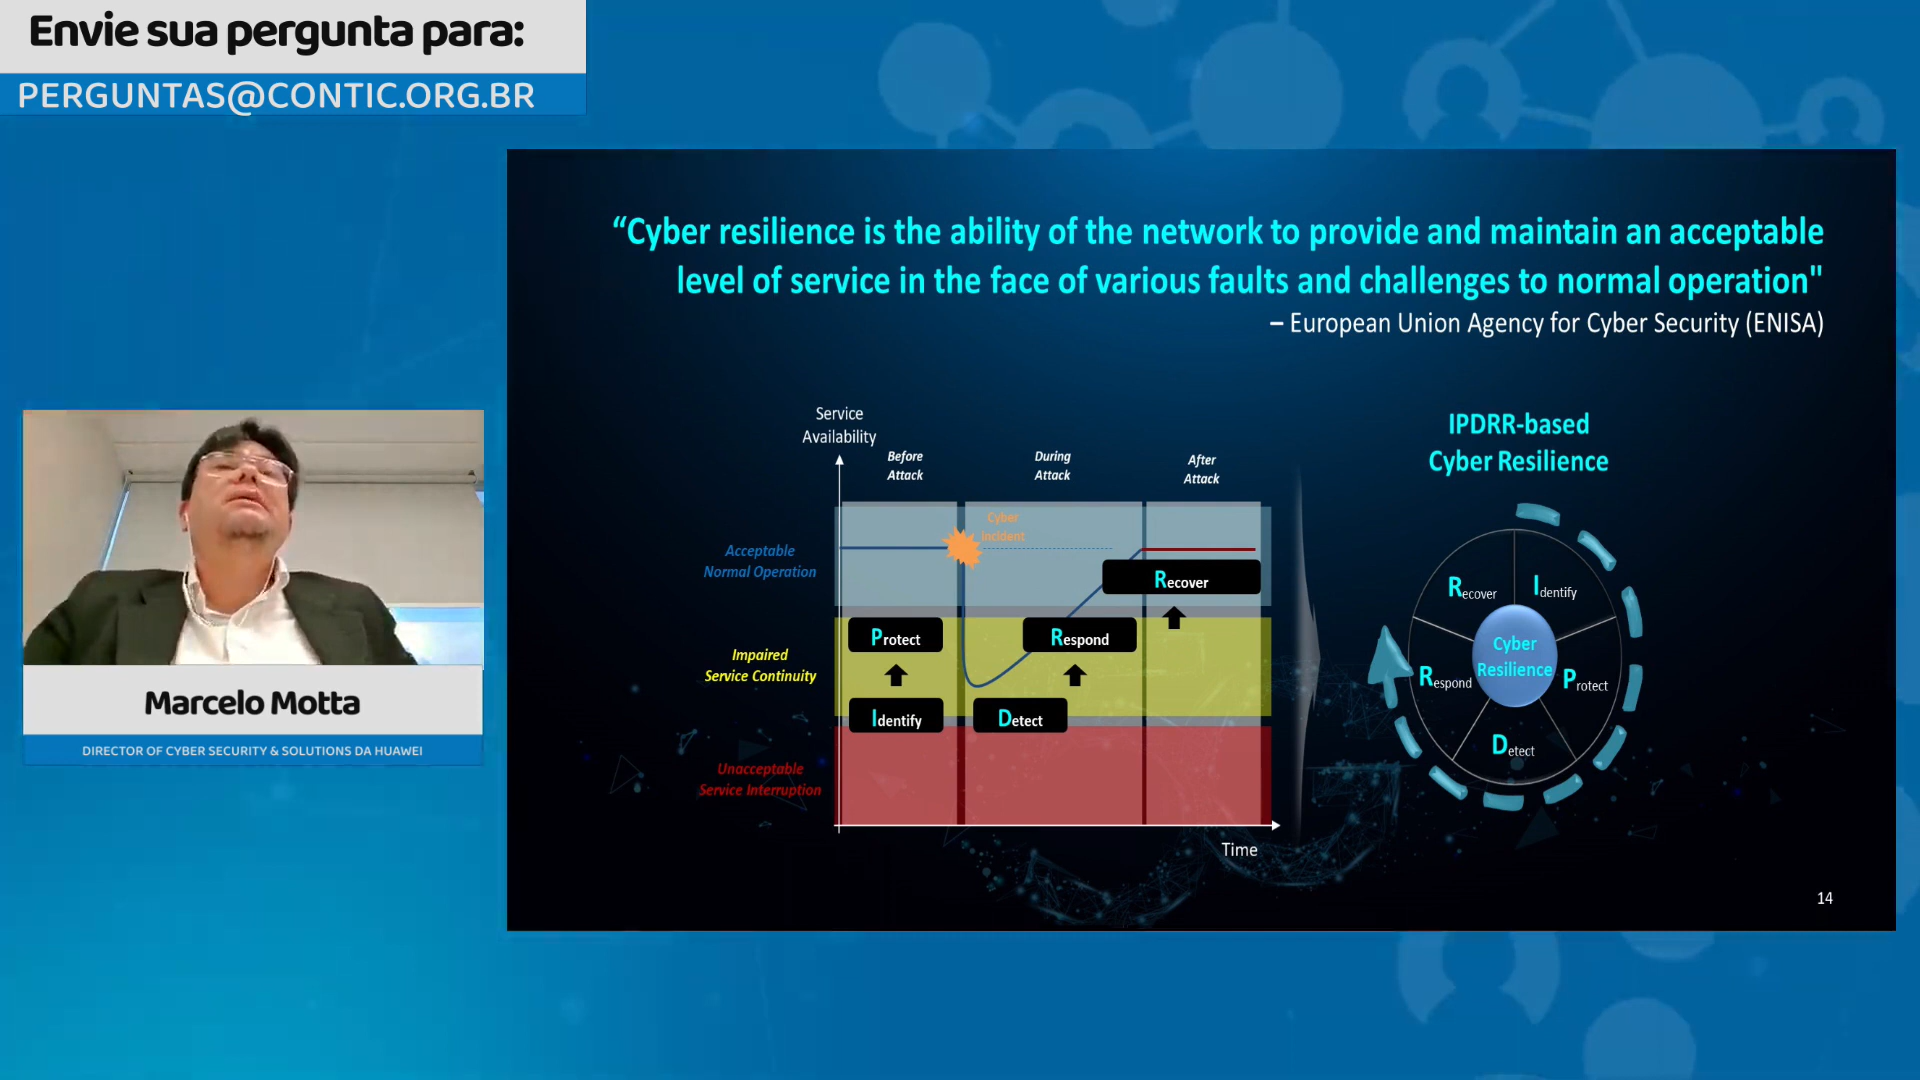 Envie sua pergunta para:
PERGUNTAS@CONTIC.ORG.BR
“Cyber resilience is the ability of the network to provide and maintain an acceptable
level of service in the face of various faults and challenges to normal operation"
– European Union Agency for Cyber Security (ENISA)
Service
Availability
Before
Attack
During
Attack
After
Attack
Cyber
Incident
Acceptable
Normal Operation
Recover
Protect
Respond
Impaired
Service Continuity
Identify
Detect
Unacceptable
Service Interruption
Time
IPDRR-based
Cyber Resilience
Recover
Identify
Cyber
Resilience
Respond
Protect
Detect
14
Marcelo Motta
DIRECTOR OF CYBER SECURITY & SOLUTIONS DA HUAWEI